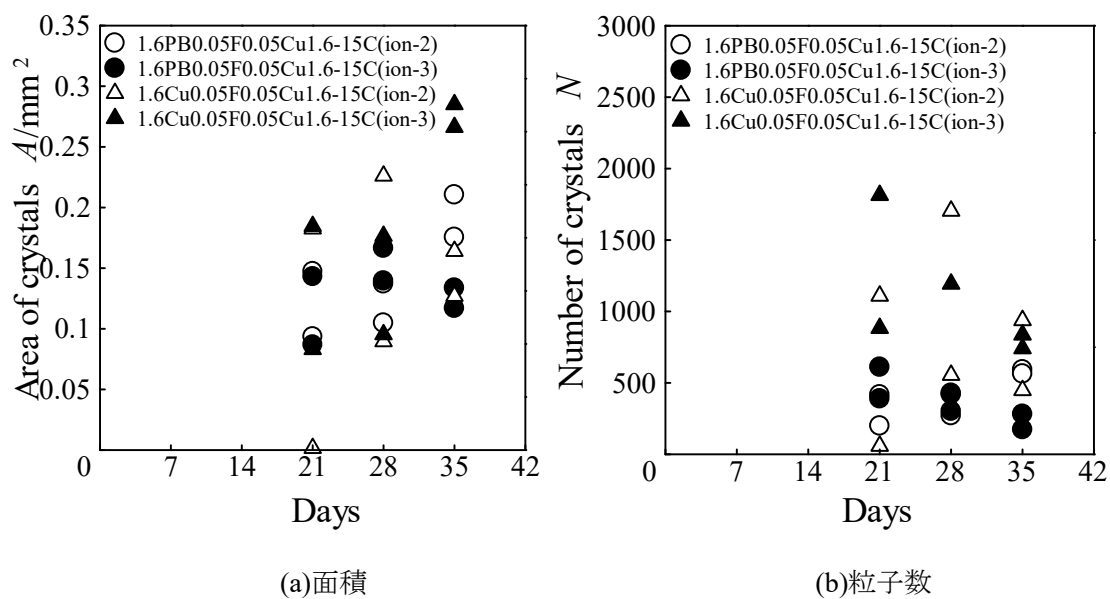 0.35
0.3
0.25
0.2
0.15
0.1
0.05
0
7
14
21
28
35
42
Area of crystals A/mm2
Days
1.6PB0.05F0.05Cu1.6-15C(ion-2)
1.6PB0.05F0.05Cu1.6-15C(ion-3)
1.6Cu0.05F0.05Cu1.6-15C(ion-2)
1.6Cu0.05F0.05Cu1.6-15C(ion-3)
(a)面積
3000
2500
2000
1500
1000
500
0
7
14
21
28
35
42
Number of crystals N
Days
1.6PB0.05F0.05Cu1.6-15C(ion-2)
1.6PB0.05F0.05Cu1.6-15C(ion-3)
1.6Cu0.05F0.05Cu1.6-15C(ion-2)
1.6Cu0.05F0.05Cu1.6-15C(ion-3)
(b)粒子数